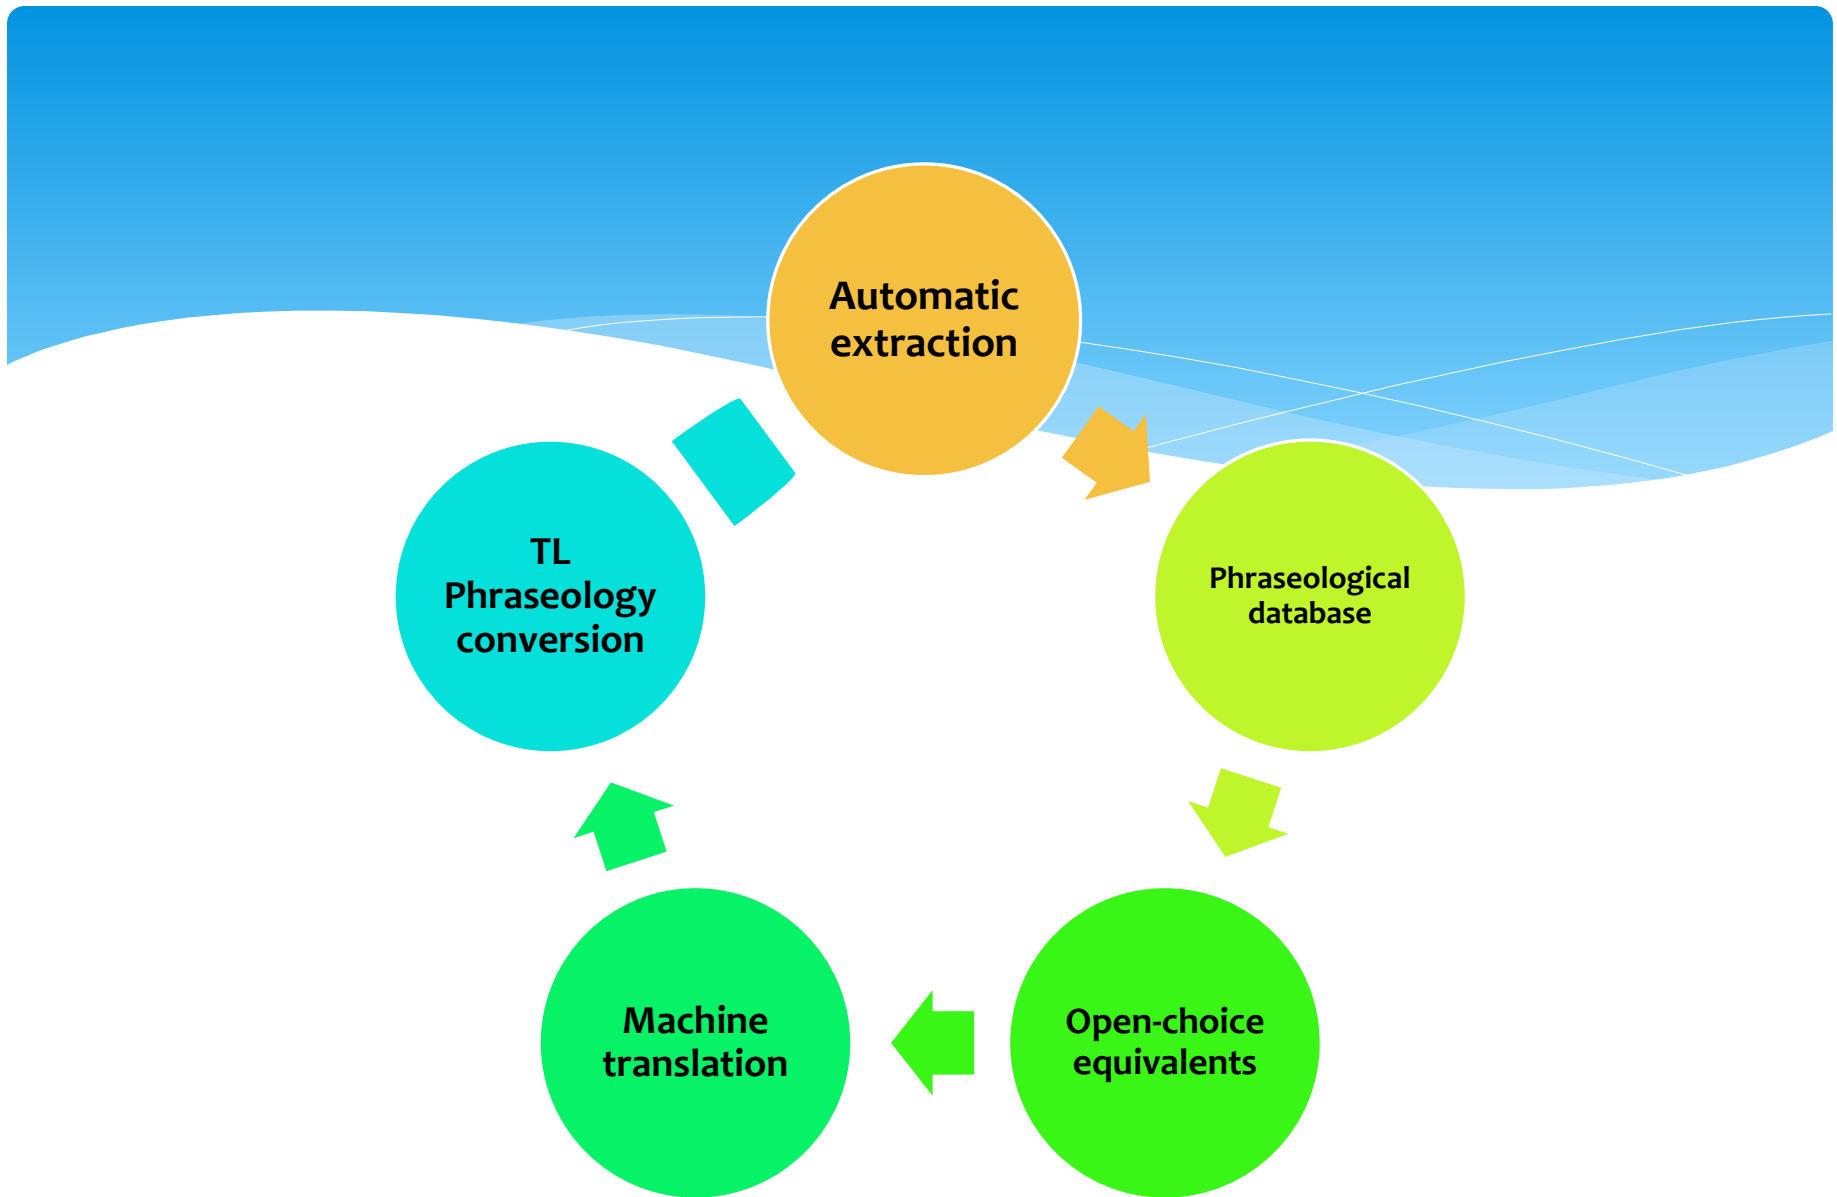 Automatic
extraction
Phraseological
database
Open-choice
equivalents
Machine
translation
TL
Phraseology
conversion